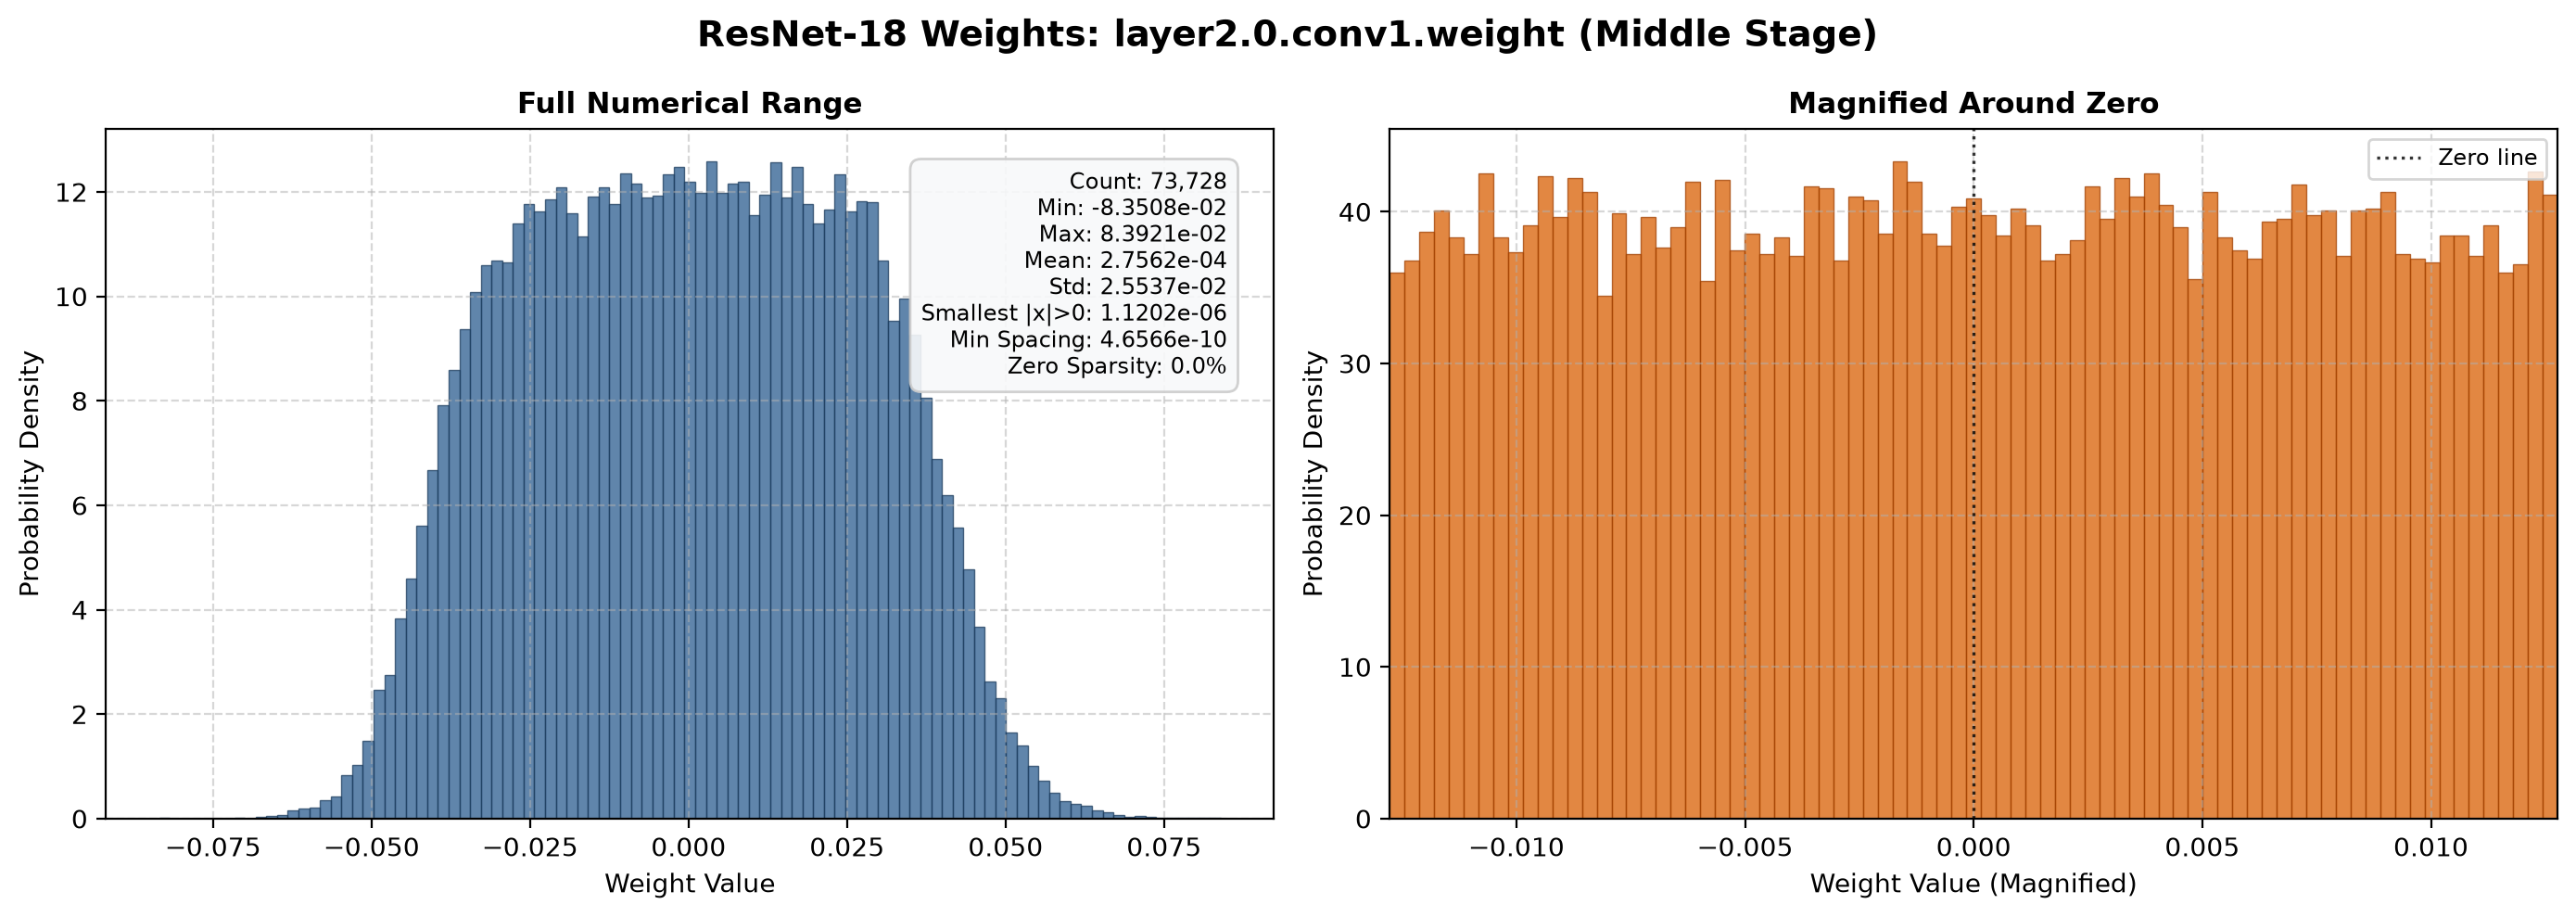 ResNet-18 Weights: layer2.0.conv1.weight (Middle Stage)
Full Numerical Range
Probability Density
12
10
8
6
4
2
0
Count: 73,728
Min: -8.3508e-02
Max: 8.3921e-02
Mean: 2.7562e-04
Std: 2.5537e-02
Smallest |x|>0: 1.1202e-06
Min Spacing: 4.6566e-10
Zero Sparsity: 0.0%
−0.075 −0.050 −0.025 0.000 0.025 0.050 0.075
Weight Value
Magnified Around Zero
Probability Density
40
30
20
10
0
Zero line
−0.010 −0.005 0.000 0.005 0.010
Weight Value (Magnified)